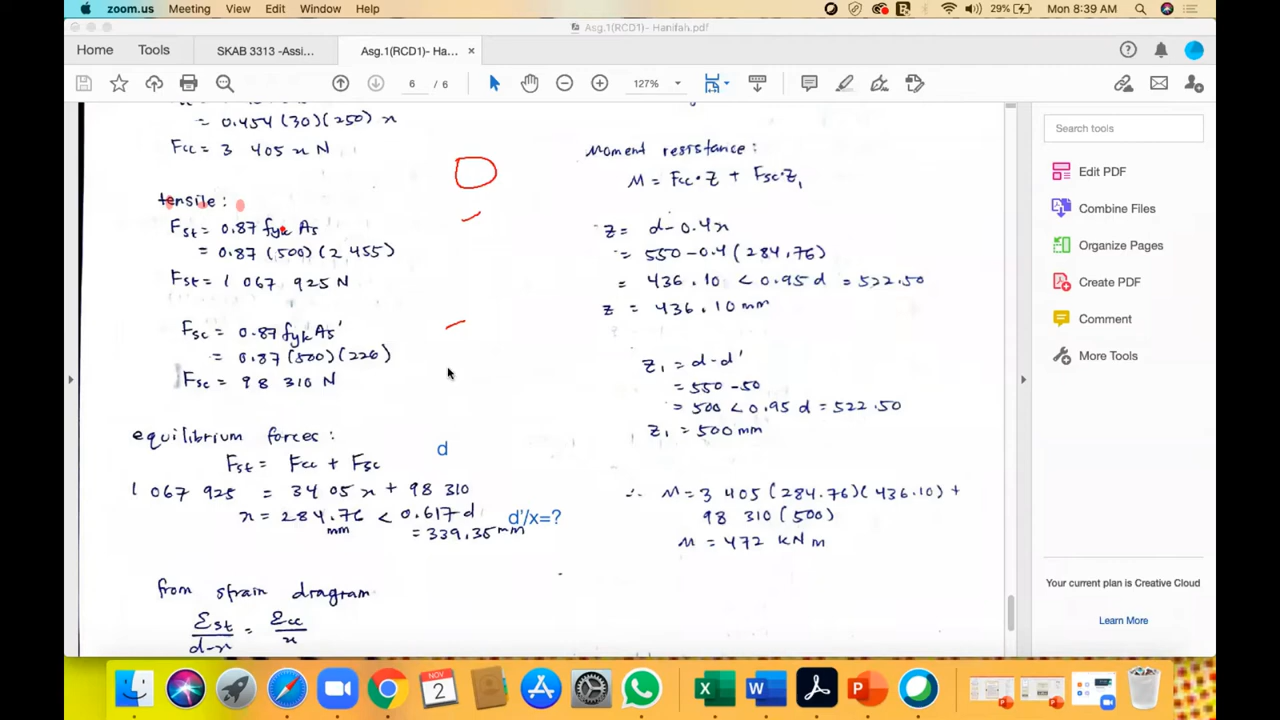 zoom.us Meeting View Edit Window Help 29% Mon 8:39 AM
Asg.1(RCD1)- Hanifah.pdf
Home Tools SKAB 3313 -Assi... Asg.1(RCD1)- Ha... ×
6 / 6 127%
= 0.454 (30)(250) x
Fcc = 3 405 x N
tensile :
Fst = 0.87 fyk As
= 0.87 (500)(2 455)
Fst = 1 067 925 N
Fsc = 0.87 fyk As'
= 0.87 (500)(226)
Fsc = 98 310 N
equilibrium forces :
Fst = Fcc + Fsc
1 067 925 = 3405 x + 98 310
x = 284.76 < 0.617 d
mm
= 339.35 mm
d
d'/x=?
from strain diagram
εst/d-x = εcc/x
Moment resistance :
M = Fcc·Z + Fsc·Z1
Z = d - 0.4x
= 550 - 0.4 (284.76)
= 436.10 < 0.95 d = 522.50
Z = 436.10 mm
Z1 = d - d'
= 550 - 50
= 500 < 0.95 d = 522.50
Z1 = 500 mm
∴ M = 3 405 (284.76)(436.10) +
98 310 (500)
M = 472 kN m
Search tools
Edit PDF
Combine Files
Organize Pages
Create PDF
Comment
More Tools
Your current plan is Creative Cloud
Learn More
NOV
2